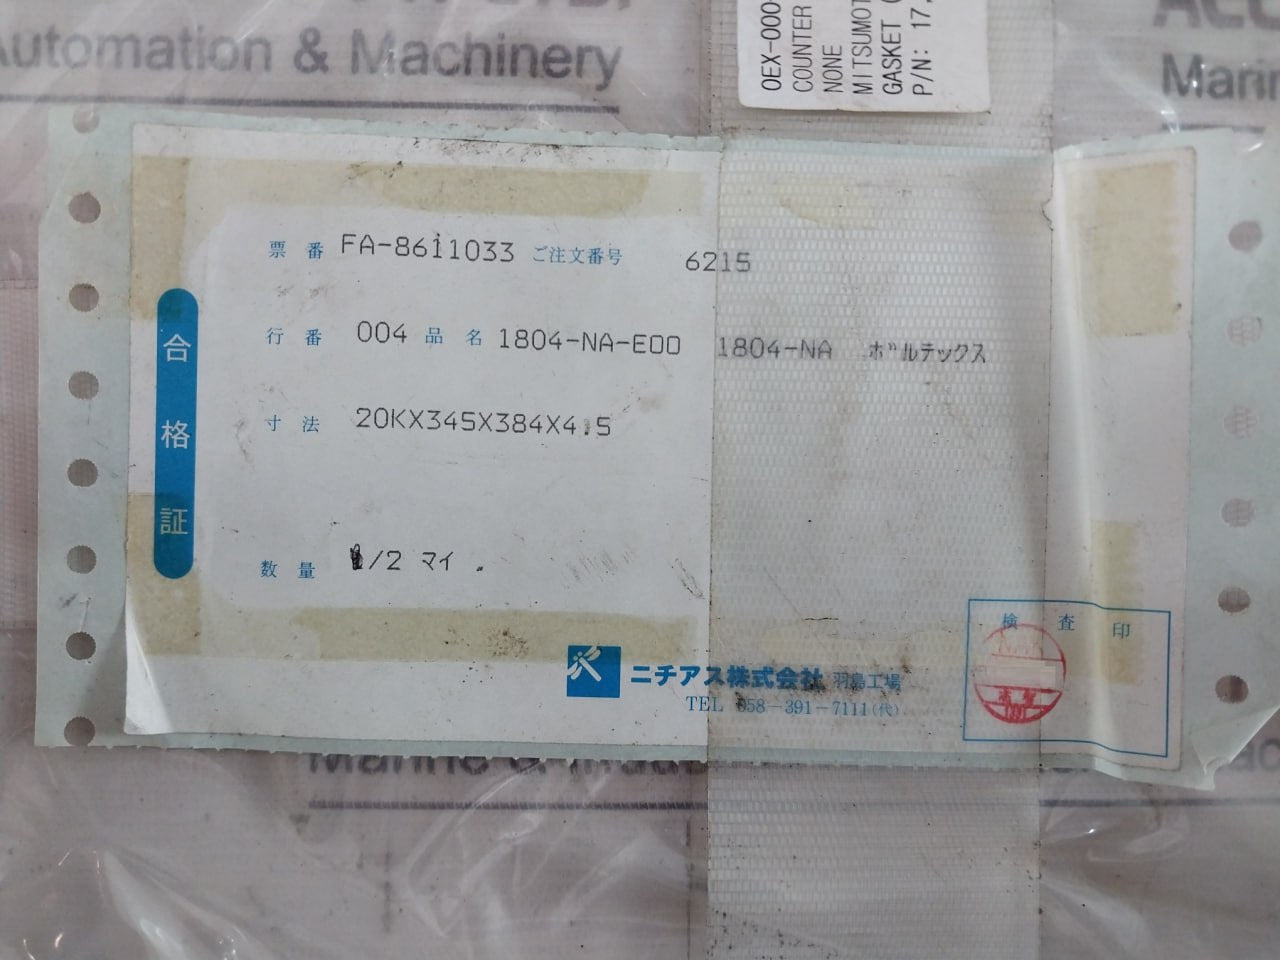 Automation & Machinery
Marin
OEX-000-
COUNTER
NONE
MITSUMOT
GASKET (
P/N: 17,
票番 FA-8611033 ご注文番号 6215
行番 004 品名 1804-NA-E00 1804-NA ボルテックス
寸法 20KX345X384X4.5
数量 /2 マイ
合格証
ニチアス株式会社 羽島工場
TEL 058-391-7111(代)
検査印
Marine & Indus